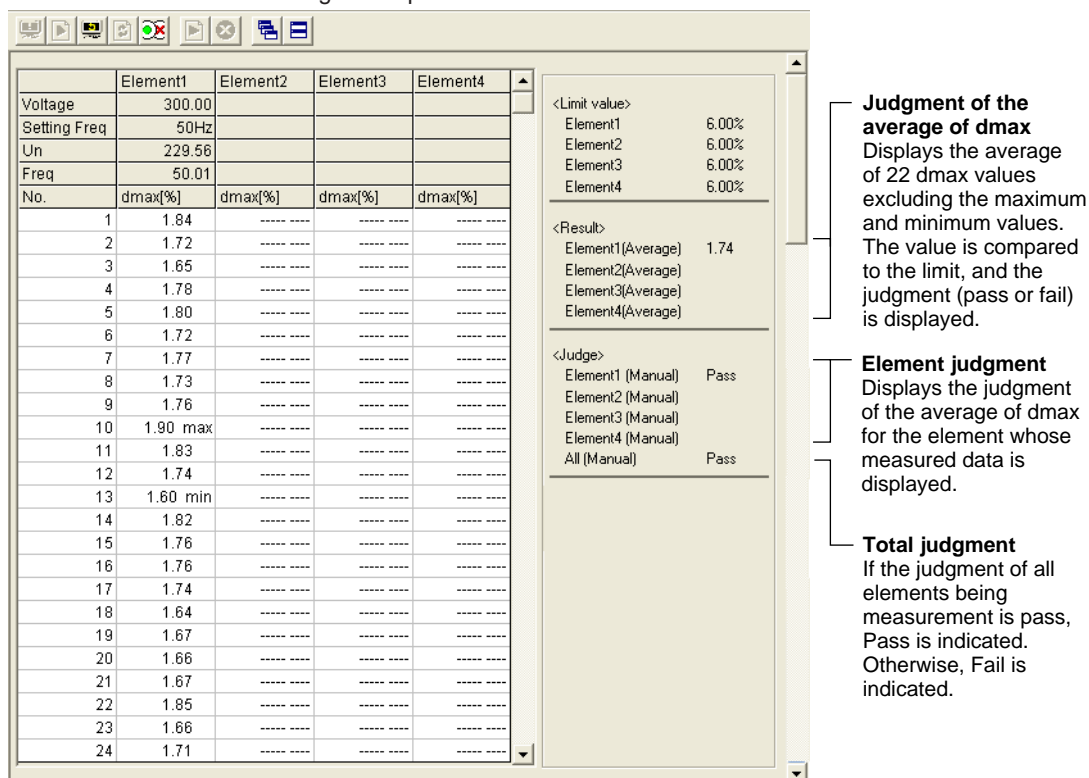 Element1 Element2 Element3 Element4
Voltage 300.00
Setting Freq 50Hz
Un 229.56
Freq 50.01
No. dmax[%] dmax[%] dmax[%] dmax[%]
1 1.84 ----- ---- ----- ---- ----- ----
2 1.72 ----- ---- ----- ---- ----- ----
3 1.65 ----- ---- ----- ---- ----- ----
4 1.78 ----- ---- ----- ---- ----- ----
5 1.80 ----- ---- ----- ---- ----- ----
6 1.72 ----- ---- ----- ---- ----- ----
7 1.77 ----- ---- ----- ---- ----- ----
8 1.73 ----- ---- ----- ---- ----- ----
9 1.76 ----- ---- ----- ---- ----- ----
10 1.90 max ----- ---- ----- ---- ----- ----
11 1.83 ----- ---- ----- ---- ----- ----
12 1.74 ----- ---- ----- ---- ----- ----
13 1.60 min ----- ---- ----- ---- ----- ----
14 1.82 ----- ---- ----- ---- ----- ----
15 1.76 ----- ---- ----- ---- ----- ----
16 1.76 ----- ---- ----- ---- ----- ----
17 1.74 ----- ---- ----- ---- ----- ----
18 1.64 ----- ---- ----- ---- ----- ----
19 1.67 ----- ---- ----- ---- ----- ----
20 1.66 ----- ---- ----- ---- ----- ----
21 1.67 ----- ---- ----- ---- ----- ----
22 1.85 ----- ---- ----- ---- ----- ----
23 1.66 ----- ---- ----- ---- ----- ----
24 1.71 ----- ---- ----- ---- ----- ----
<Limit value>
Element1 6.00%
Element2 6.00%
Element3 6.00%
Element4 6.00%
<Result>
Element1(Average) 1.74
Element2(Average)
Element3(Average)
Element4(Average)
<Judge>
Element1 (Manual) Pass
Element2 (Manual)
Element3 (Manual)
Element4 (Manual)
All (Manual) Pass
Judgment of the
average of dmax
Displays the average
of 22 dmax values
excluding the maximum
and minimum values.
The value is compared
to the limit, and the
judgment (pass or fail)
is displayed.
Element judgment
Displays the judgment
of the average of dmax
for the element whose
measured data is
displayed.
Total judgment
If the judgment of all
elements being
measurement is pass,
Pass is indicated.
Otherwise, Fail is
indicated.